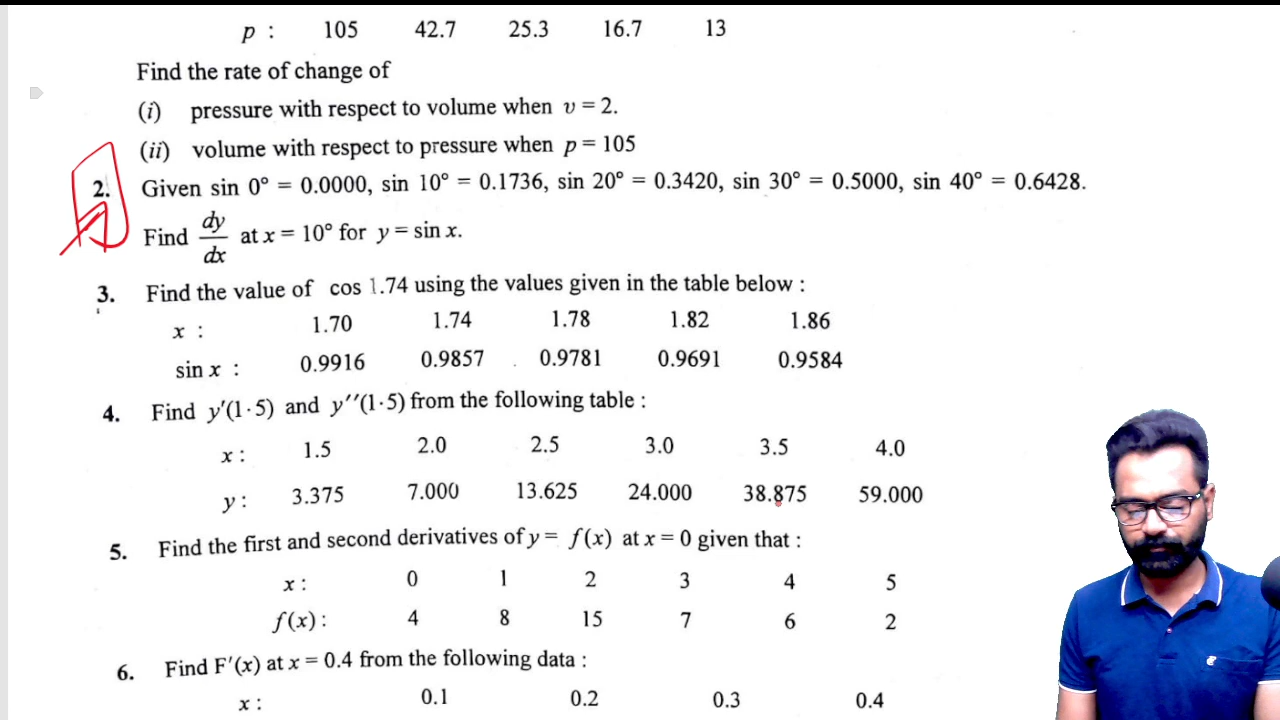 p : 105 42.7 25.3 16.7 13
Find the rate of change of
(i) pressure with respect to volume when v = 2.
(ii) volume with respect to pressure when p = 105
2. Given sin 0° = 0.0000, sin 10° = 0.1736, sin 20° = 0.3420, sin 30° = 0.5000, sin 40° = 0.6428.
Find dy/dx at x = 10° for y = sin x.
3. Find the value of cos 1.74 using the values given in the table below :
x : 1.70 1.74 1.78 1.82 1.86
sin x : 0.9916 0.9857 0.9781 0.9691 0.9584
4. Find y′(1·5) and y′′(1·5) from the following table :
x : 1.5 2.0 2.5 3.0 3.5 4.0
y : 3.375 7.000 13.625 24.000 38.875 59.000
5. Find the first and second derivatives of y = f(x) at x = 0 given that :
x : 0 1 2 3 4 5
f(x) : 4 8 15 7 6 2
6. Find F′(x) at x = 0.4 from the following data :
x : 0.1 0.2 0.3 0.4